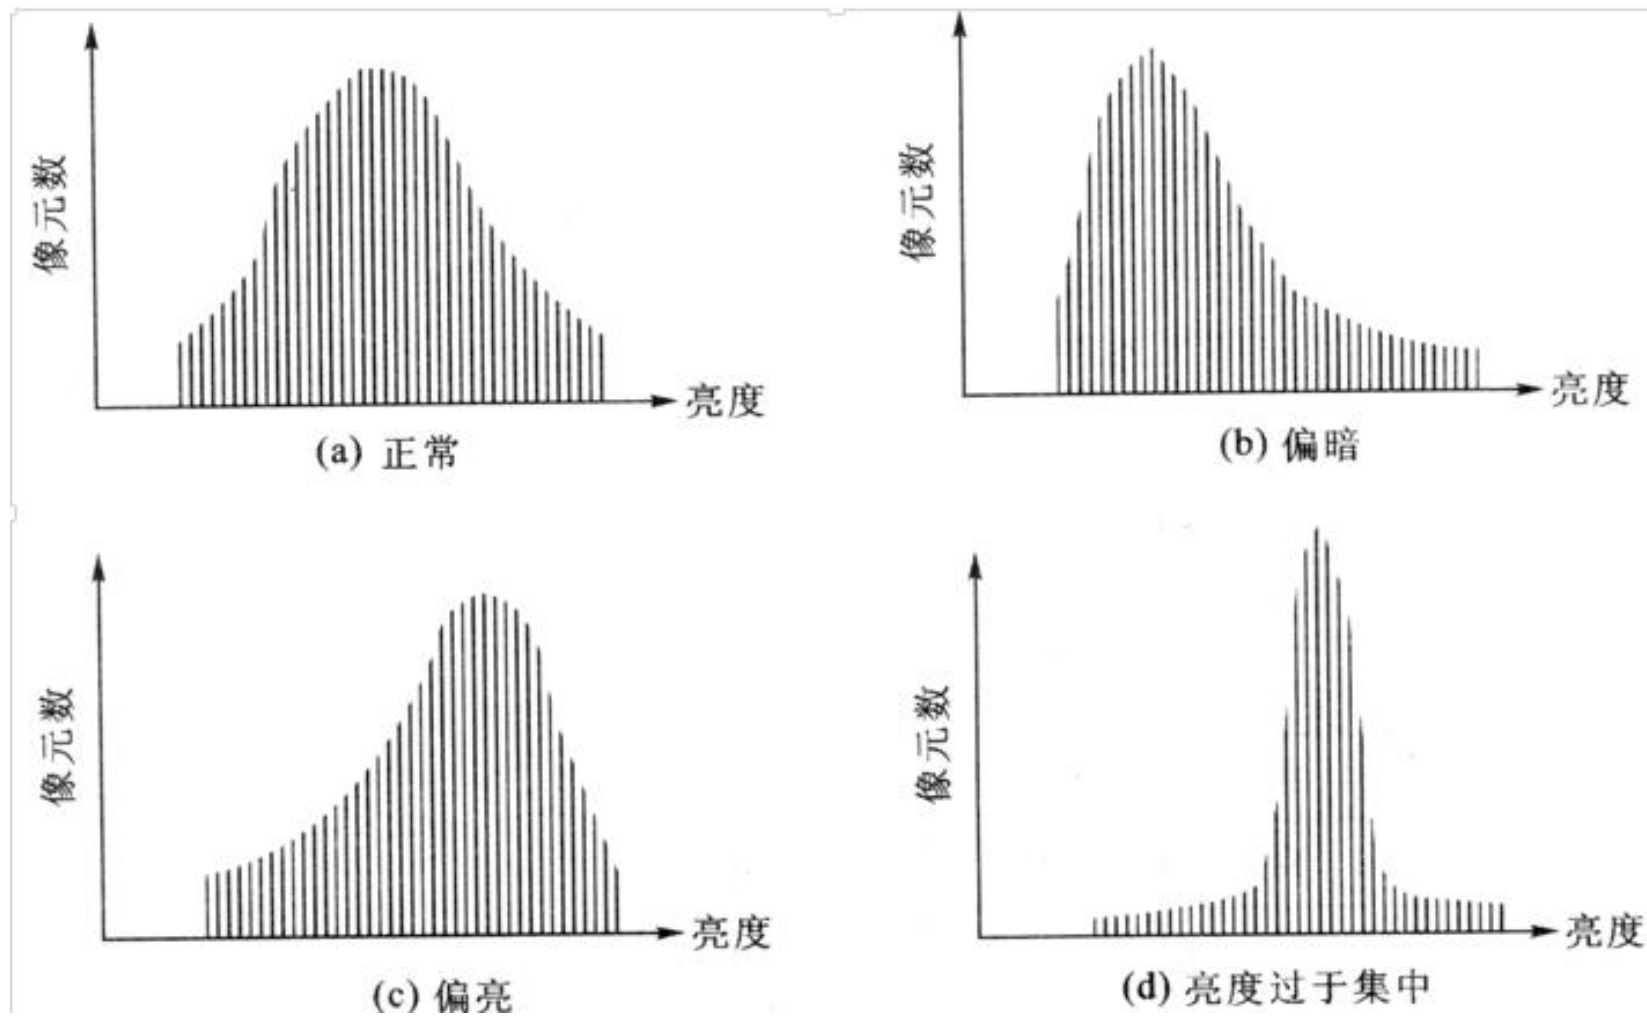 像元数
亮度
(a) 正常
像元数
亮度
(b) 偏暗
像元数
亮度
(c) 偏亮
像元数
亮度
(d) 亮度过于集中